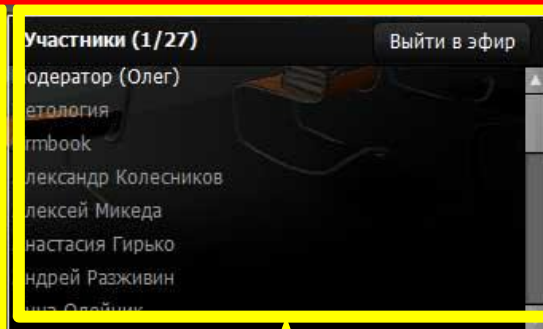 Участники (1/27)
Выйти в эфир
одератор (Олег)
етология
rmbook
лександр Колесников
лексей Микеда
настасия Гирько
ндрей Разживин